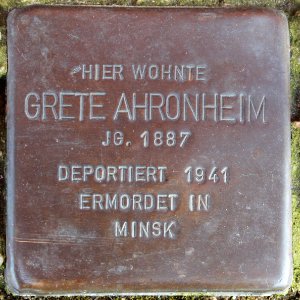 HIER WOHNTE
GRETE AHRONHEIM
JG. 1887
DEPORTIERT 1941
ERMORDET IN
MINSK